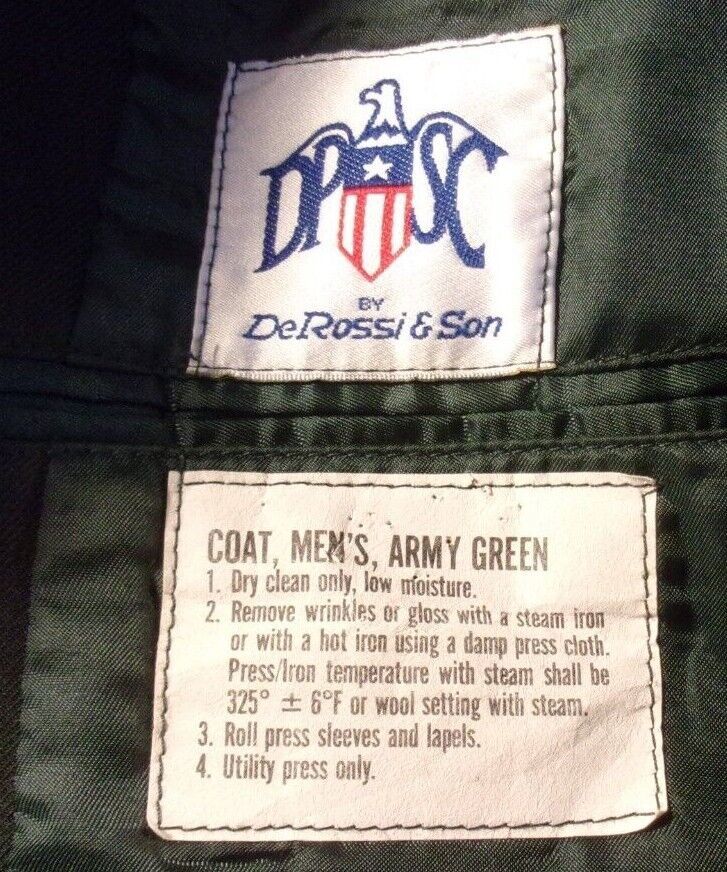 DPSC
BY
DeRossi & Son
COAT, MEN'S, ARMY GREEN
1. Dry clean only, low moisture.
2. Remove wrinkles or gloss with a steam iron
or with a hot iron using a damp press cloth.
Press/Iron temperature with steam shall be
325° ± 6°F or wool setting with steam.
3. Roll press sleeves and lapels.
4. Utility press only.